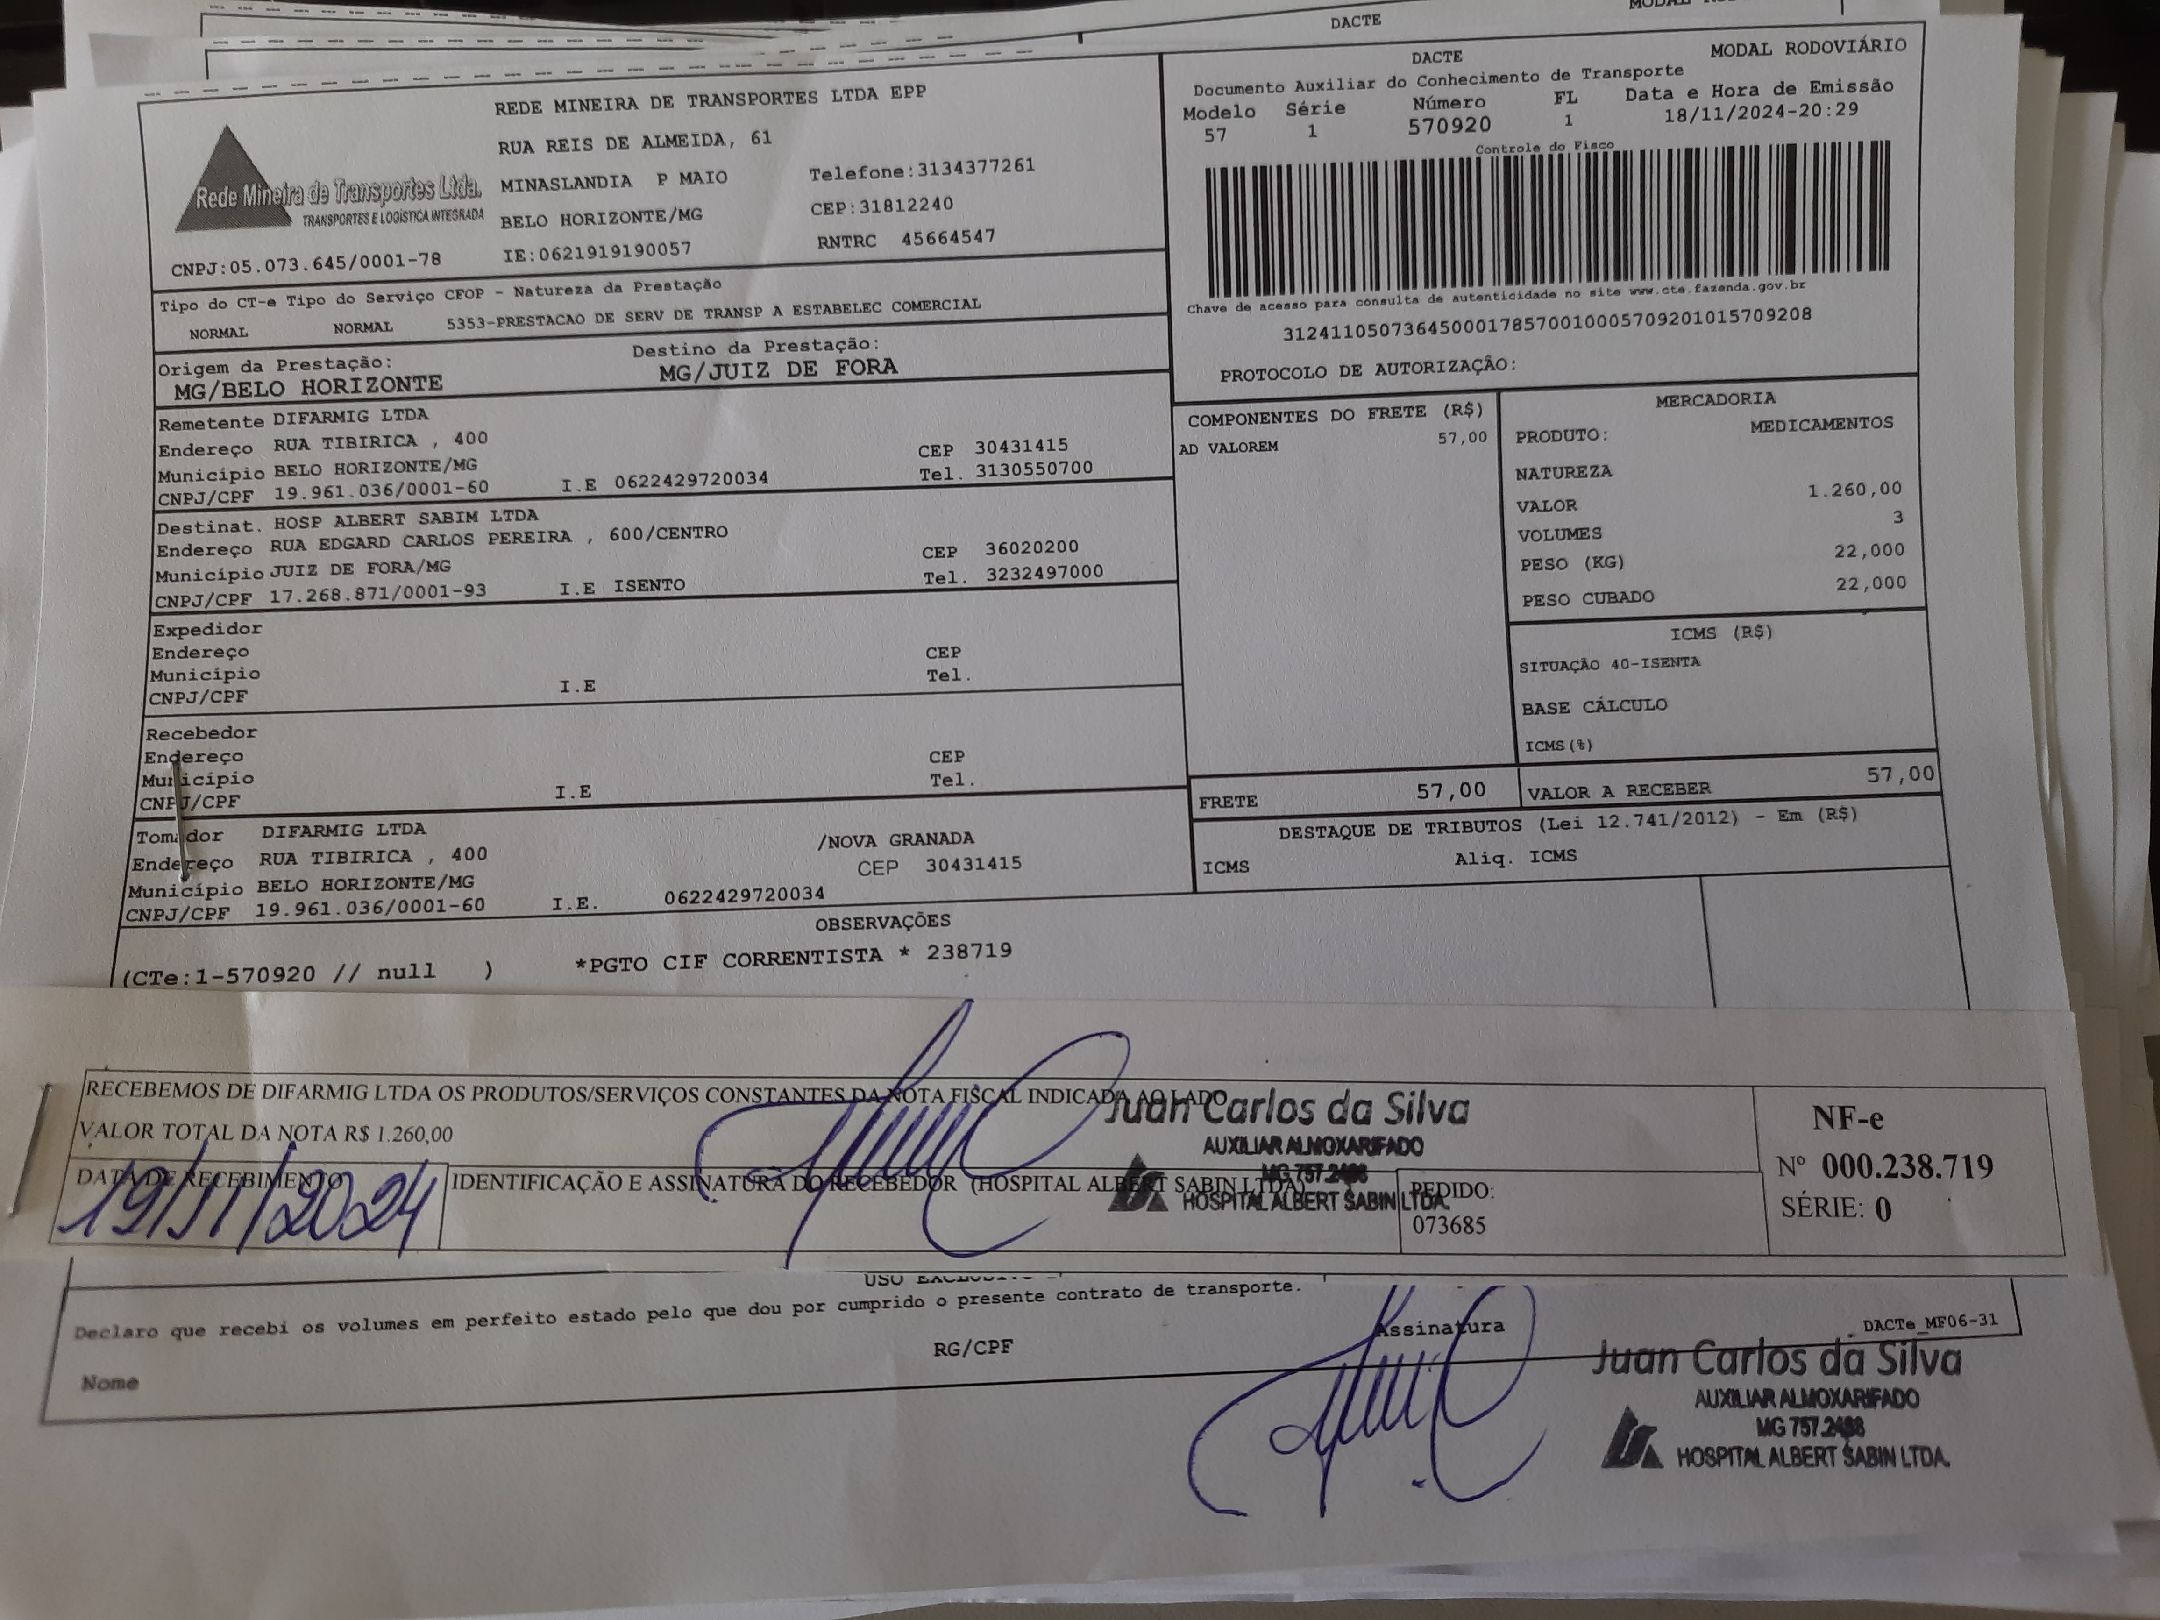 DACTE
REDE MINEIRA DE TRANSPORTES LTDA EPP
RUA REIS DE ALMEIDA, 61
MINASLANDIA P MAIO
Telefone:3134377261
BELO HORIZONTE/MG
CEP:31812240
IE:0621919190057
RNTRC 45664547
Rede Mineira de Transportes Ltda.
TRANSPORTES E LOGÍSTICA INTEGRADA
CNPJ:05.073.645/0001-78
DACTE
MODAL RODOVIÁRIO
Documento Auxiliar do Conhecimento de Transporte
Modelo Série Número FL Data e Hora de Emissão
57 1 570920 1 18/11/2024-20:29
Controle do Fisco
Chave de acesso para consulta de autenticidade no site www.cte.fazenda.gov.br
31241105073645000178570010005709201015709208
PROTOCOLO DE AUTORIZAÇÃO:
Tipo do CT-e Tipo do Serviço CFOP - Natureza da Prestação
NORMAL NORMAL 5353-PRESTACAO DE SERV DE TRANSP A ESTABELEC COMERCIAL
Origem da Prestação: Destino da Prestação:
MG/BELO HORIZONTE MG/JUIZ DE FORA
Remetente DIFARMIG LTDA
Endereço RUA TIBIRICA , 400 CEP 30431415
Município BELO HORIZONTE/MG Tel. 3130550700
CNPJ/CPF 19.961.036/0001-60 I.E 0622429720034
Destinat. HOSP ALBERT SABIM LTDA
Endereço RUA EDGARD CARLOS PEREIRA , 600/CENTRO CEP 36020200
Município JUIZ DE FORA/MG Tel. 3232497000
CNPJ/CPF 17.268.871/0001-93 I.E ISENTO
Expedidor
Endereço CEP
Município Tel.
CNPJ/CPF I.E
Recebedor
Endereço CEP
Município Tel.
CNPJ/CPF I.E
Tomador DIFARMIG LTDA /NOVA GRANADA
Endereço RUA TIBIRICA , 400 CEP 30431415
Município BELO HORIZONTE/MG
CNPJ/CPF 19.961.036/0001-60 I.E. 0622429720034
COMPONENTES DO FRETE (R$)
AD VALOREM 57,00
MERCADORIA
PRODUTO: MEDICAMENTOS
NATUREZA
VALOR 1.260,00
VOLUMES 3
PESO (KG) 22,000
PESO CUBADO 22,000
ICMS (R$)
SITUAÇÃO 40-ISENTA
BASE CÁLCULO
ICMS(%)
FRETE 57,00 VALOR A RECEBER 57,00
DESTAQUE DE TRIBUTOS (Lei 12.741/2012) - Em (R$)
ICMS Aliq. ICMS
OBSERVAÇÕES
(CTe:1-570920 // null ) *PGTO CIF CORRENTISTA * 238719
RECEBEMOS DE DIFARMIG LTDA OS PRODUTOS/SERVIÇOS CONSTANTES DA NOTA FISCAL INDICADA AO LADO
VALOR TOTAL DA NOTA R$ 1.260,00
DATA DE RECEBIMENTO
19/11/2024
IDENTIFICAÇÃO E ASSINATURA DO RECEBEDOR (HOSPITAL ALBERT SABIN LTDA)
Juan Carlos da Silva
AUXILIAR ALMOXARIFADO
HOSPITAL ALBERT SABIN LTDA.
PEDIDO:
073685
NF-e
Nº 000.238.719
SÉRIE: 0
Declaro que recebi os volumes em perfeito estado pelo que dou por cumprido o presente contrato de transporte.
Nome RG/CPF Assinatura
DACTe_MF06-31
Juan Carlos da Silva
AUXILIAR ALMOXARIFADO
HOSPITAL ALBERT SABIN LTDA.